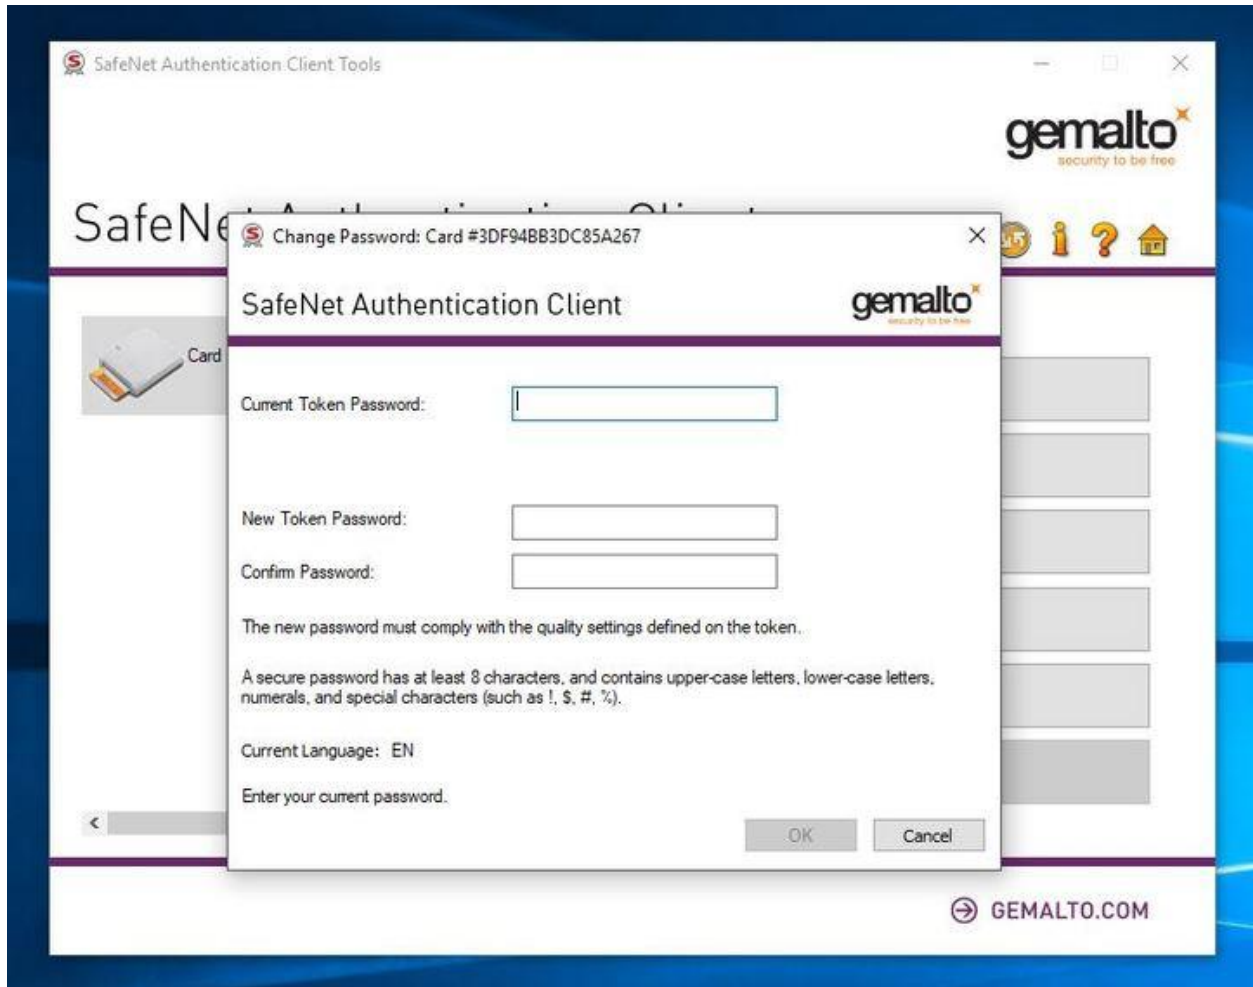 SafeNet Authentication Client Tools
gemalto
security to be free
Change Password: Card #3DF94BB3DC85A267
SafeNet Authentication Client
gemalto
security to be free
Card
Current Token Password:
New Token Password:
Confirm Password:
The new password must comply with the quality settings defined on the token.
A secure password has at least 8 characters, and contains upper-case letters, lower-case letters,
numerals, and special characters (such as !, $, #, %).
Current Language: EN
Enter your current password.
OK
Cancel
GEMALTO.COM